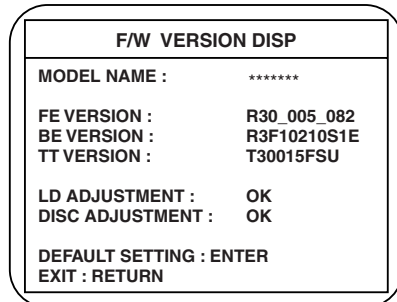 F/W VERSION DISP
MODEL NAME : *******
FE VERSION : R30_005_082
BE VERSION : R3F10210S1E
TT VERSION : T30015FSU
LD ADJUSTMENT : OK
DISC ADJUSTMENT : OK
DEFAULT SETTING : ENTER
EXIT : RETURN